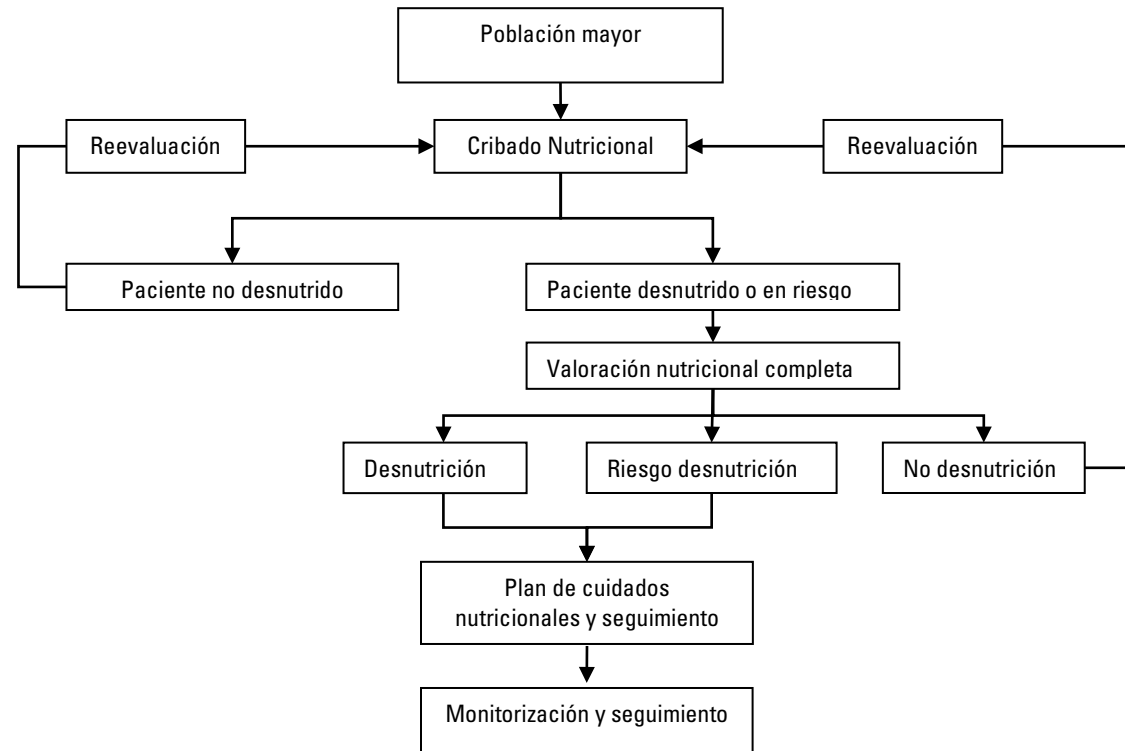 Población mayor
Reevaluación
Cribado Nutricional
Reevaluación
Paciente no desnutrido
Paciente desnutrido o en riesgo
Valoración nutricional completa
Desnutrición
Riesgo desnutrición
No desnutrición
Plan de cuidados
nutricionales y seguimiento
Monitorización y seguimiento